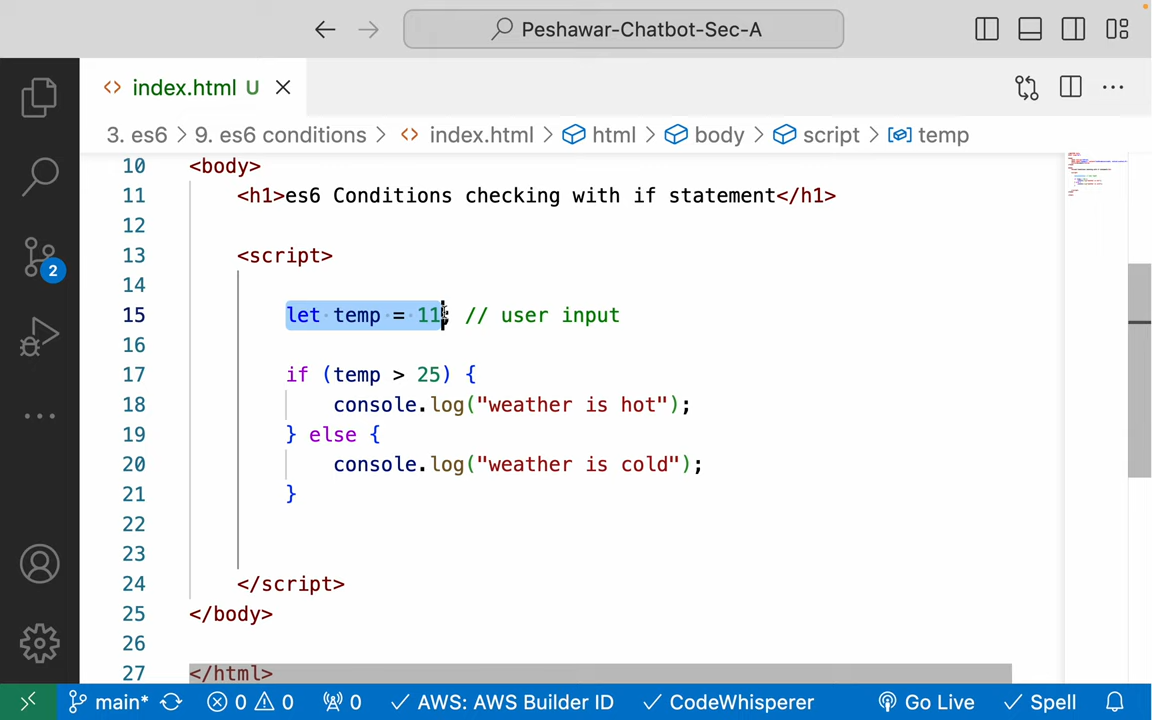 Peshawar-Chatbot-Sec-A
index.html U
3. es6 > 9. es6 conditions > index.html > html > body > script > temp
10 <body>
11 <h1>es6 Conditions checking with if statement</h1>
12
13 <script>
14
15 let temp = 11; // user input
16
17 if (temp > 25) {
18 console.log("weather is hot");
19 } else {
20 console.log("weather is cold");
21 }
22
23
24 </script>
25 </body>
26
27 </html>
2
main* 0 0 0 AWS: AWS Builder ID CodeWhisperer Go Live Spell